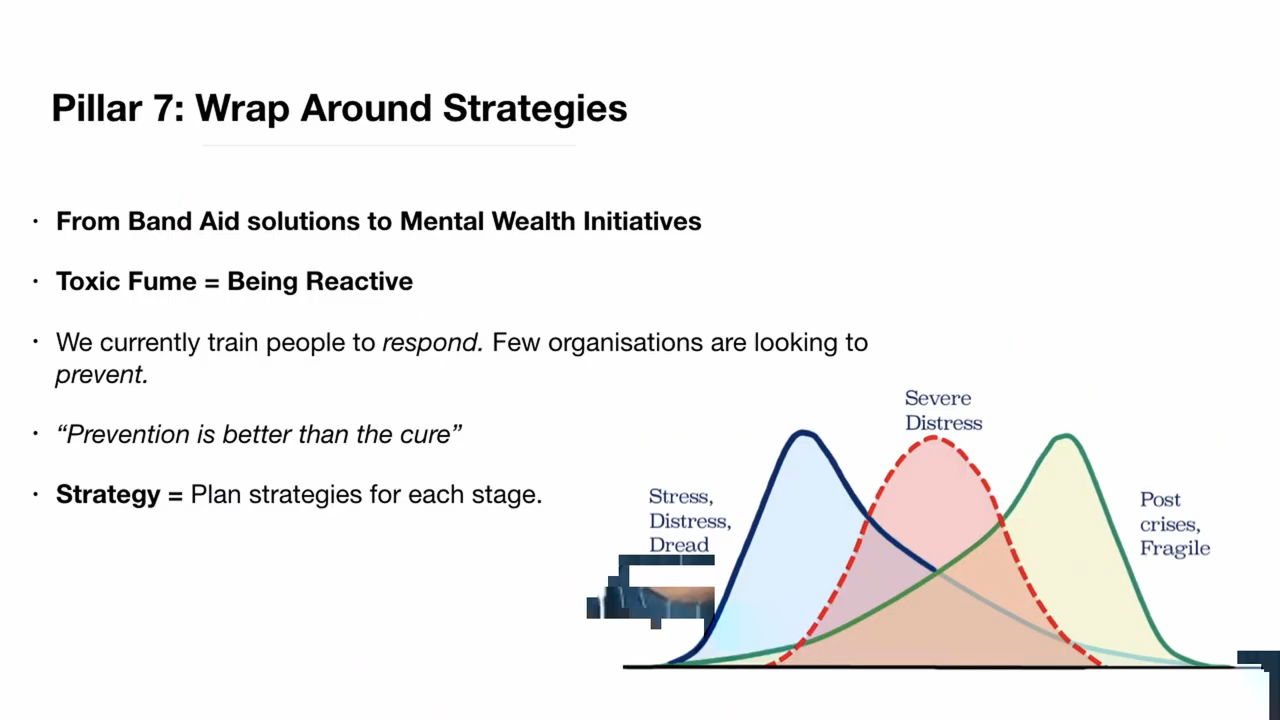 Pillar 7: Wrap Around Strategies
· From Band Aid solutions to Mental Wealth Initiatives
· Toxic Fume = Being Reactive
· We currently train people to respond. Few organisations are looking to
prevent.
· “Prevention is better than the cure”
· Strategy = Plan strategies for each stage.
Severe
Distress
Stress,
Distress,
Dread
Post
crises,
Fragile